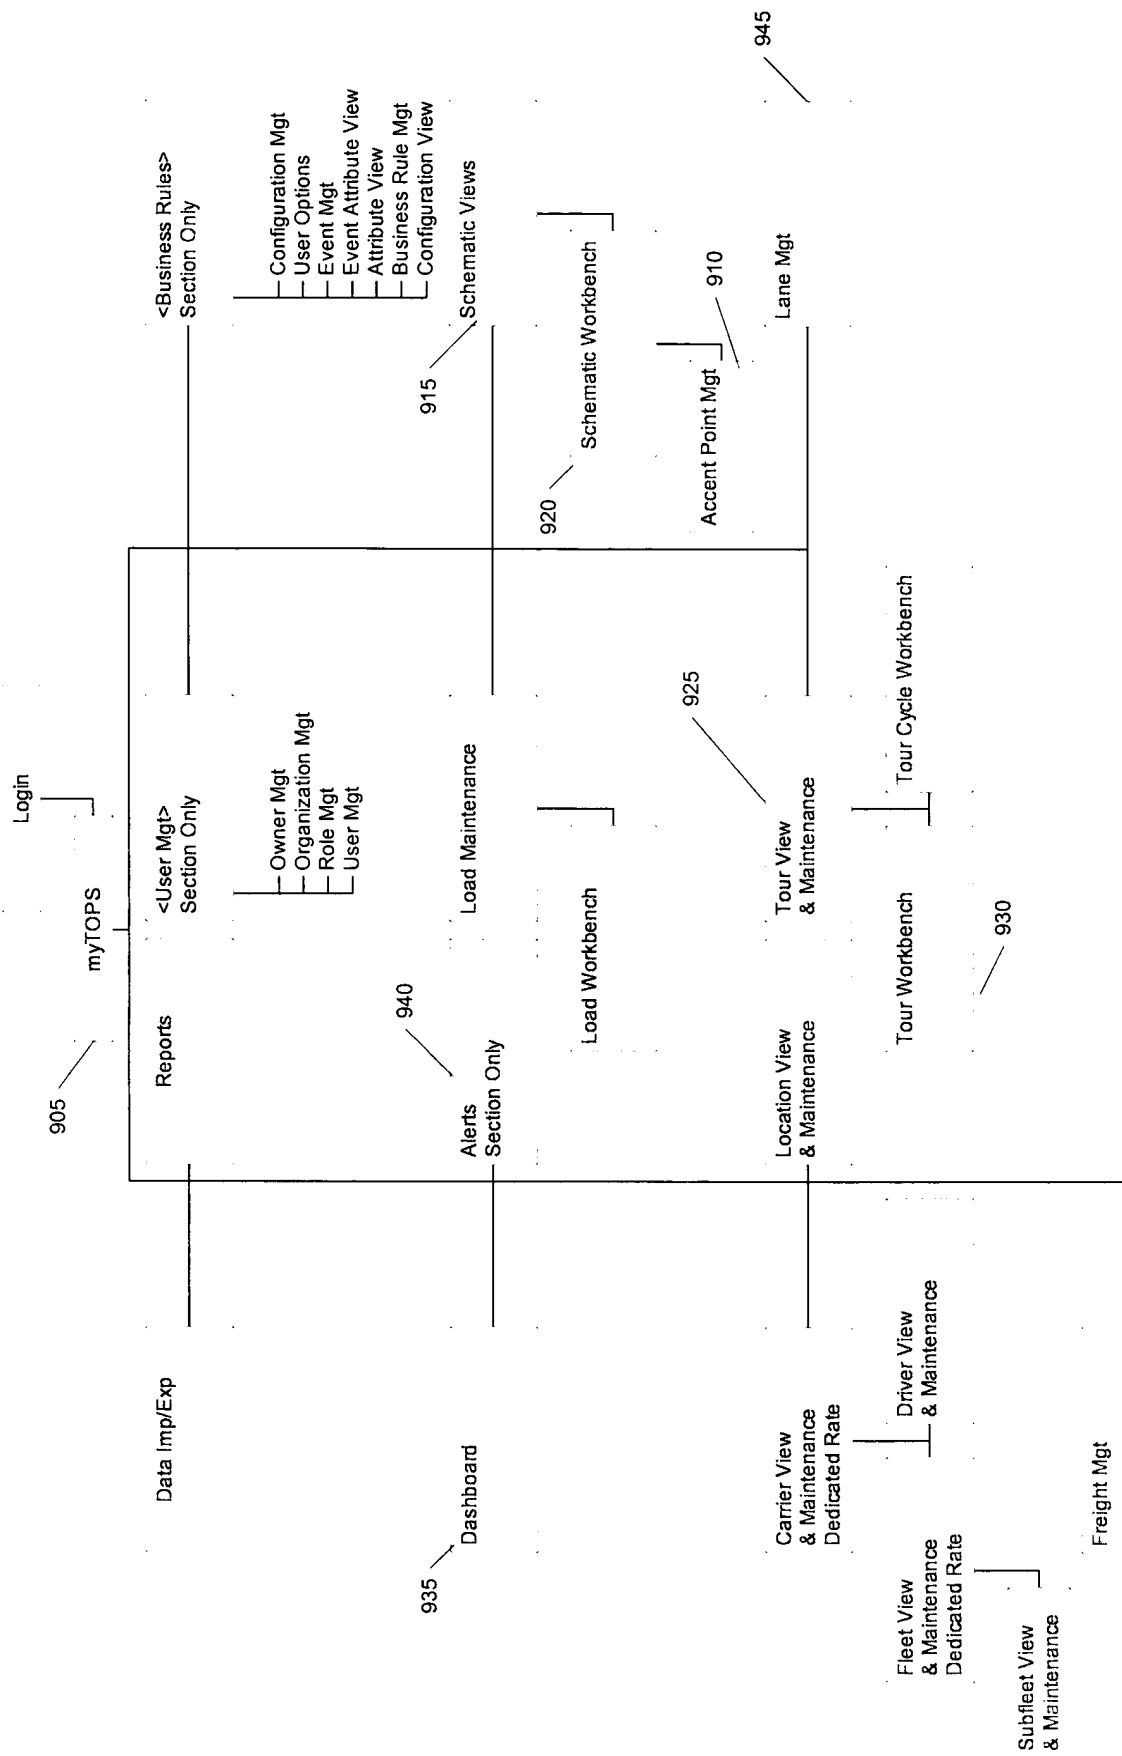 Login
myTOPS
905
Data Imp/Exp
Reports
<User Mgt>
Section Only
Owner Mgt
Organization Mgt
Role Mgt
User Mgt
<Business Rules>
Section Only
Configuration Mgt
User Options
Event Mgt
Event Attribute View
Attribute View
Business Rule Mgt
Configuration View
935
Dashboard
940
Alerts
Section Only
Load Maintenance
Load Workbench
915
Schematic Views
920
Schematic Workbench
Accent Point Mgt
910
Carrier View
& Maintenance
Dedicated Rate
Location View
& Maintenance
925
Tour View
& Maintenance
Lane Mgt
945
Fleet View
& Maintenance
Dedicated Rate
Driver View
& Maintenance
Tour Workbench
930
Tour Cycle Workbench
Subfleet View
& Maintenance
Freight Mgt